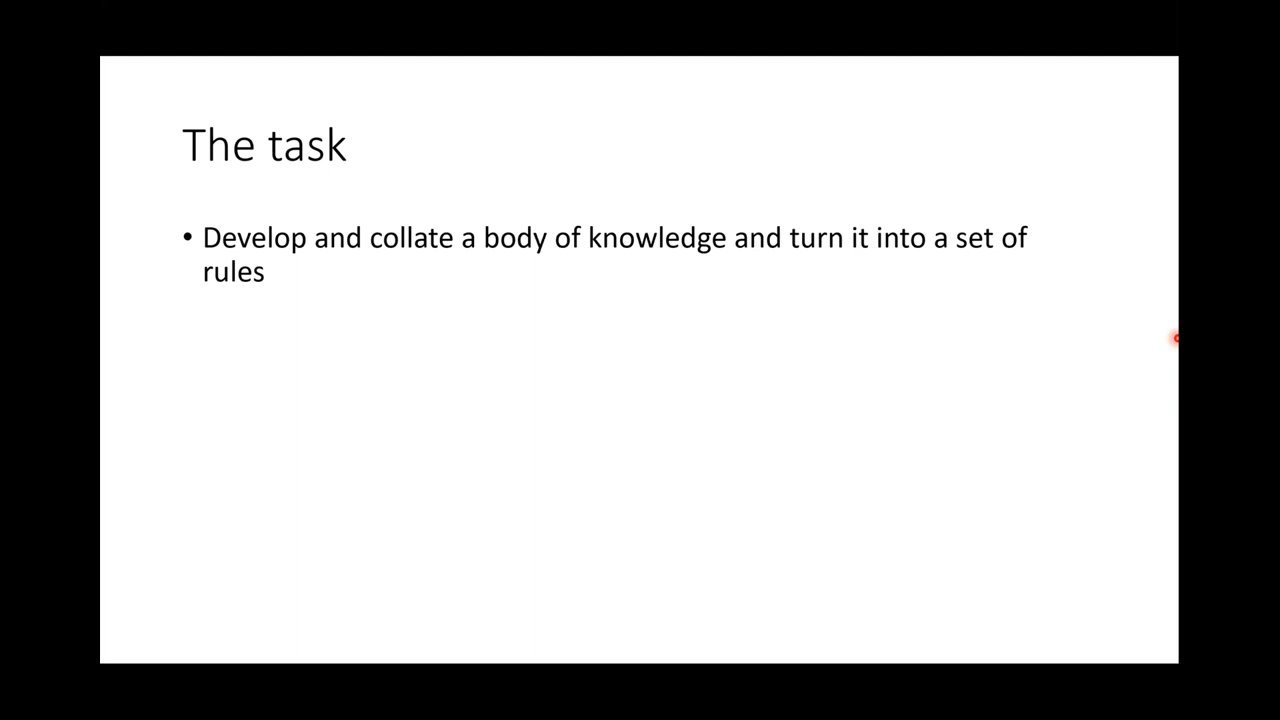 The task
• Develop and collate a body of knowledge and turn it into a set of
rules